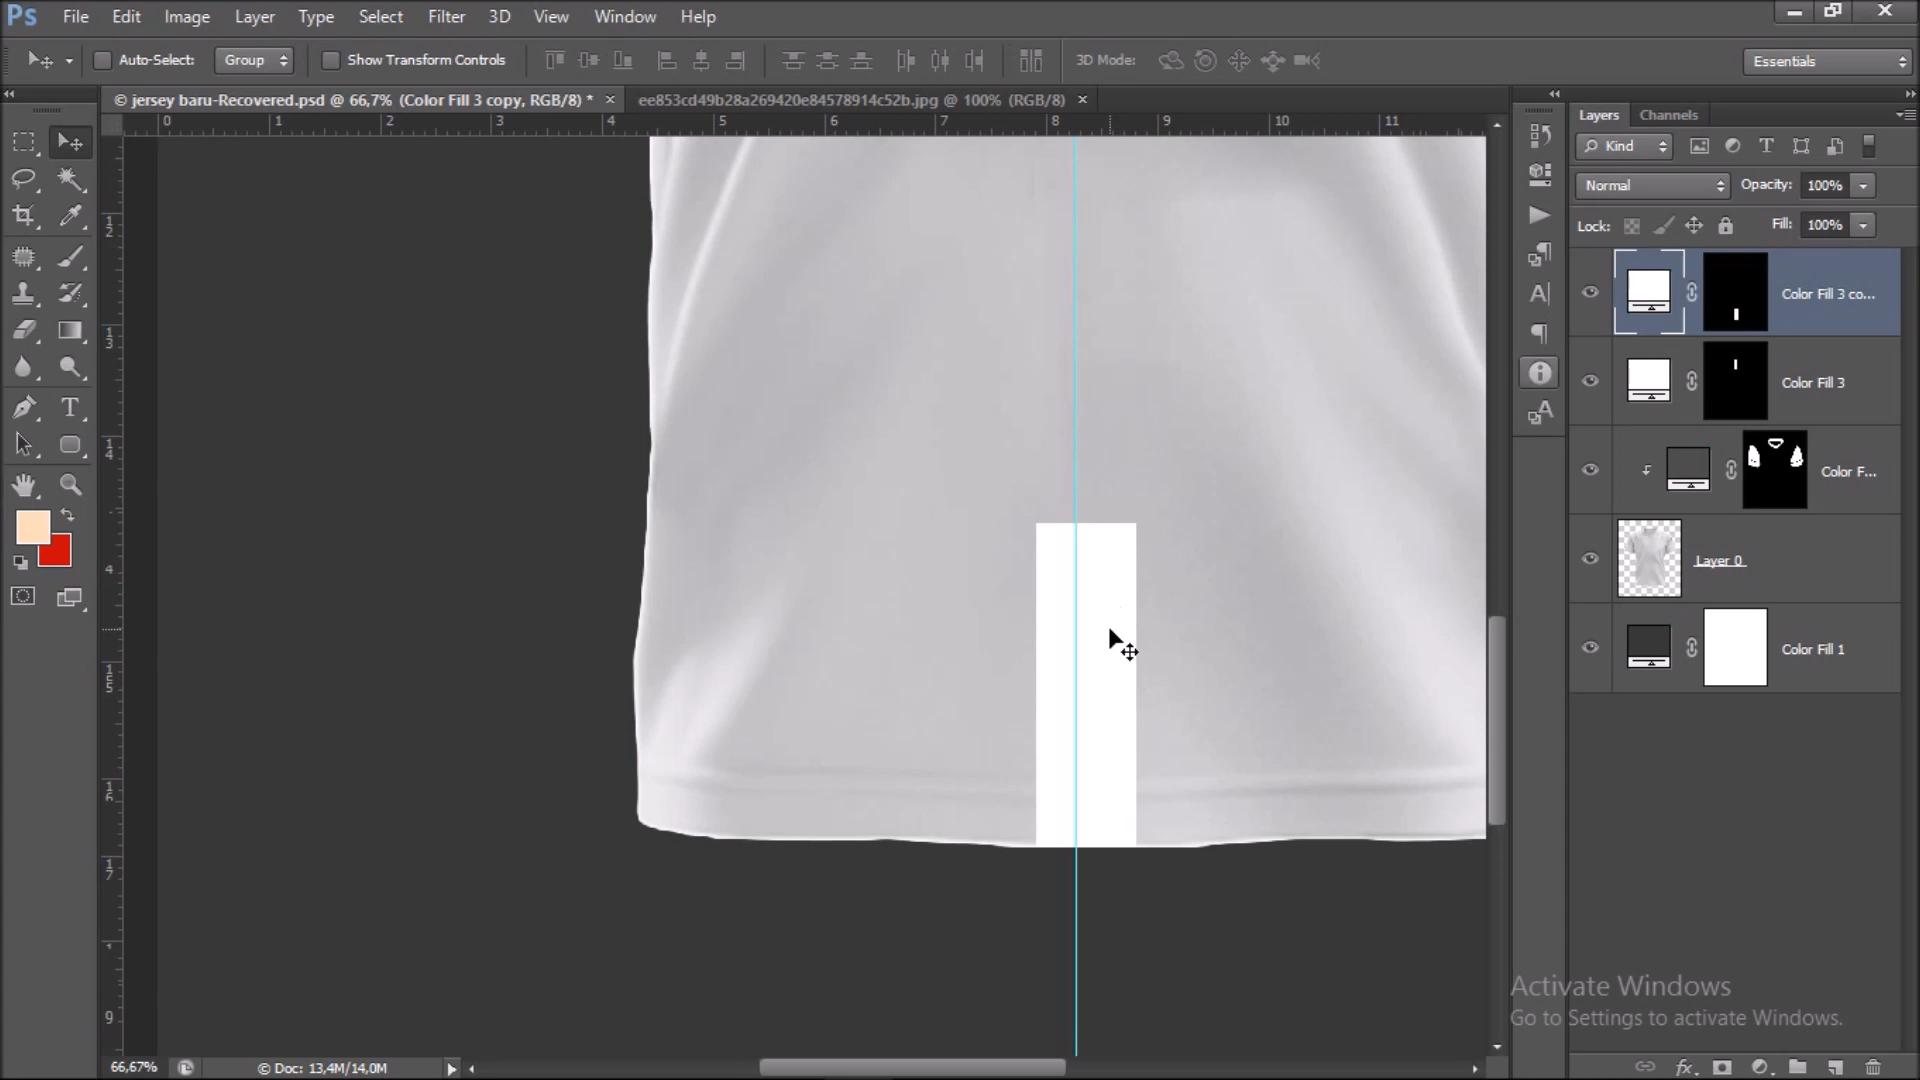 Ps File Edit Image Layer Type Select Filter 3D View Window Help
Auto-Select: Group Show Transform Controls 3D Mode: Essentials
© jersey baru-Recovered.psd @ 66,7% (Color Fill 3 copy, RGB/8) * × ee853cd49b28a269420e84578914c52b.jpg @ 100% (RGB/8) ×
0 1 2 3 4 5 6 7 8 9 10 11
Layers Channels
Kind
Normal Opacity: 100%
Lock: Fill: 100%
Color Fill 3 co...
Color Fill 3
Color F...
Layer 0
Color Fill 1
Activate Windows
Go to Settings to activate Windows.
66,67% © Doc: 13,4M/14,0M